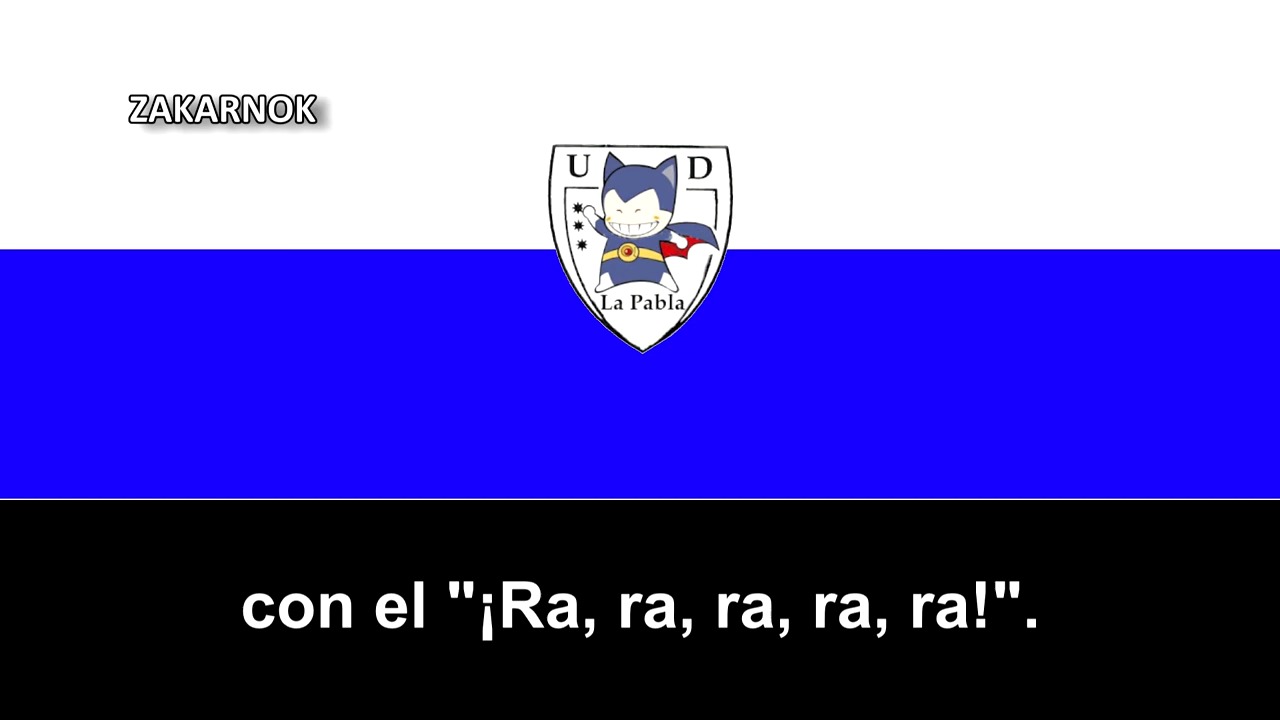 ZAKARNOK
U D
La Pabla
con el "¡Ra, ra, ra, ra, ra!".